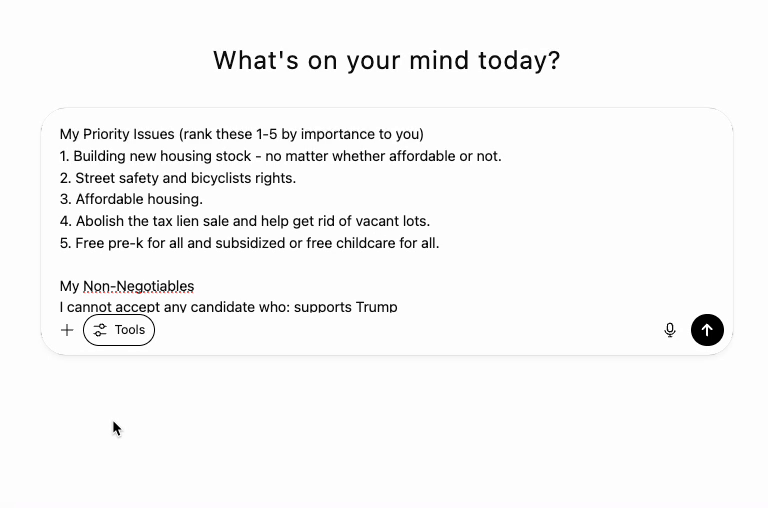 What's on your mind today?
My Priority Issues (rank these 1-5 by importance to you)
1. Building new housing stock - no matter whether affordable or not.
2. Street safety and bicyclists rights.
3. Affordable housing.
4. Abolish the tax lien sale and help get rid of vacant lots.
5. Free pre-k for all and subsidized or free childcare for all.
My Non-Negotiables
I cannot accept any candidate who: supports Trump
Tools